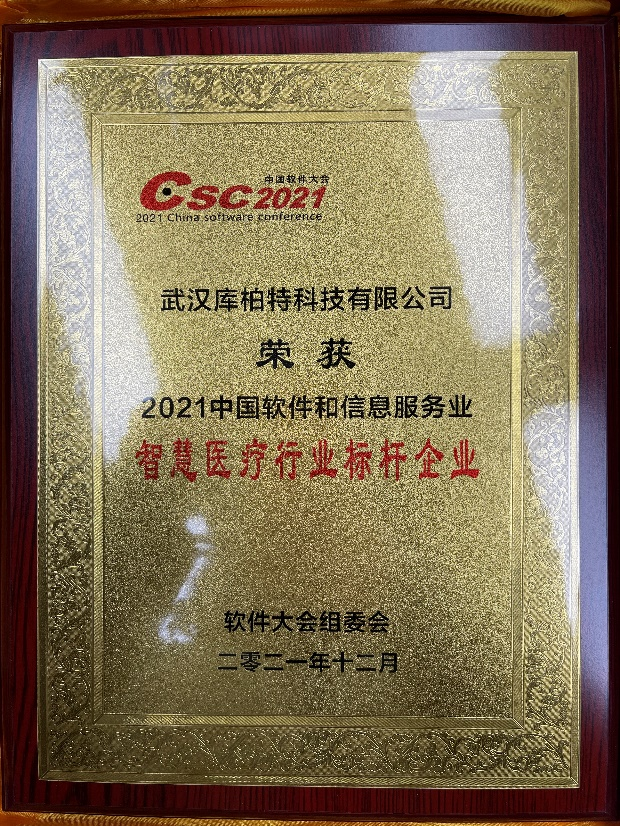 中国软件大会
CSC2021
2021 China software conference
武汉库柏特科技有限公司
荣获
2021中国软件和信息服务业
智慧医疗行业标杆企业
软件大会组委会
二零二一年十二月